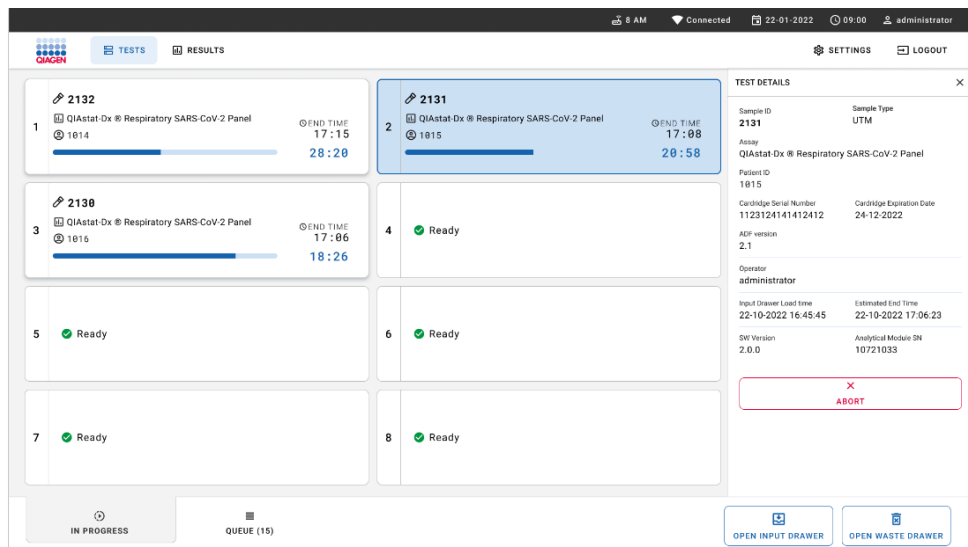 8 AM Connected 22-01-2022 09:00 administrator
QIAGEN TESTS RESULTS SETTINGS LOGOUT
1
2132
QIAstat-Dx ® Respiratory SARS-CoV-2 Panel
1014
END TIME
17:15
28:20
2
2131
QIAstat-Dx ® Respiratory SARS-CoV-2 Panel
1015
END TIME
17:08
20:58
3
2130
QIAstat-Dx ® Respiratory SARS-CoV-2 Panel
1016
END TIME
17:06
18:26
4 Ready
5 Ready
6 Ready
7 Ready
8 Ready
TEST DETAILS
Sample ID Sample Type
2131 UTM
Assay
QIAstat-Dx ® Respiratory SARS-CoV-2 Panel
Patient ID
1015
Cardridge Serial Number Cardridge Expiration Date
1123124141412412 24-12-2022
ADF version
2.1
Operator
administrator
Input Drawer Load time Estimated End Time
22-10-2022 16:45:45 22-10-2022 17:06:23
SW Version Analytical Module SN
2.0.0 10721033
ABORT
IN PROGRESS
QUEUE (15)
OPEN INPUT DRAWER
OPEN WASTE DRAWER